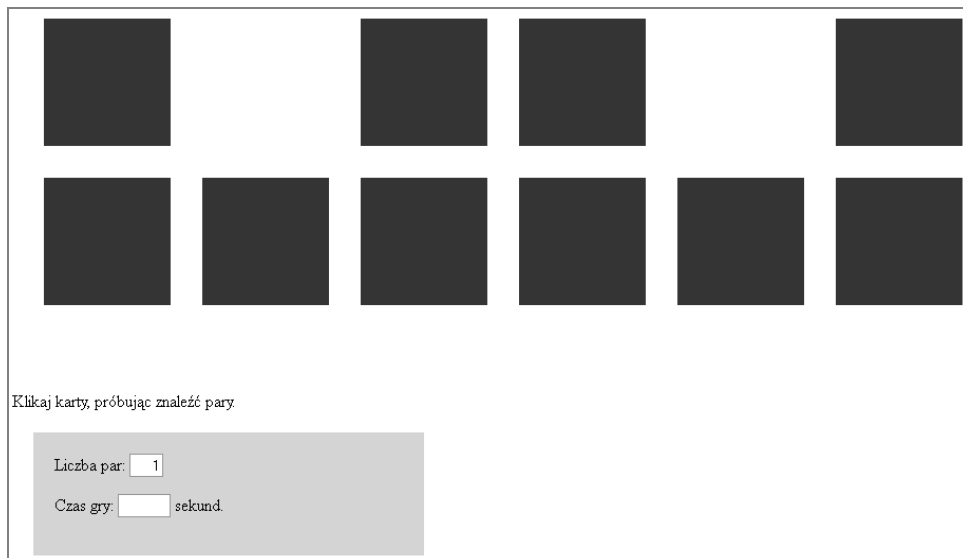 Klikaj karty, próbując znaleźć pary.
Liczba par: 1
Czas gry: sekund.